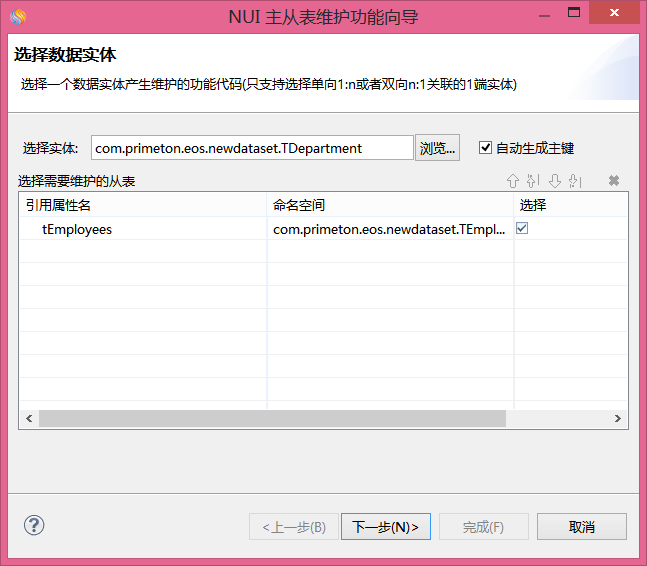 NUI 主从表维护功能向导
选择数据实体
选择一个数据实体产生维护的功能代码(只支持选择单向1:n或者双向n:1关联的1端实体)
选择实体: com.primeton.eos.newdataset.TDepartment 浏览... 自动生成主键
选择需要维护的从表
引用属性名 命名空间 选择
tEmployees com.primeton.eos.newdataset.TEmpl...
<上一步(B) 下一步(N)> 完成(F) 取消